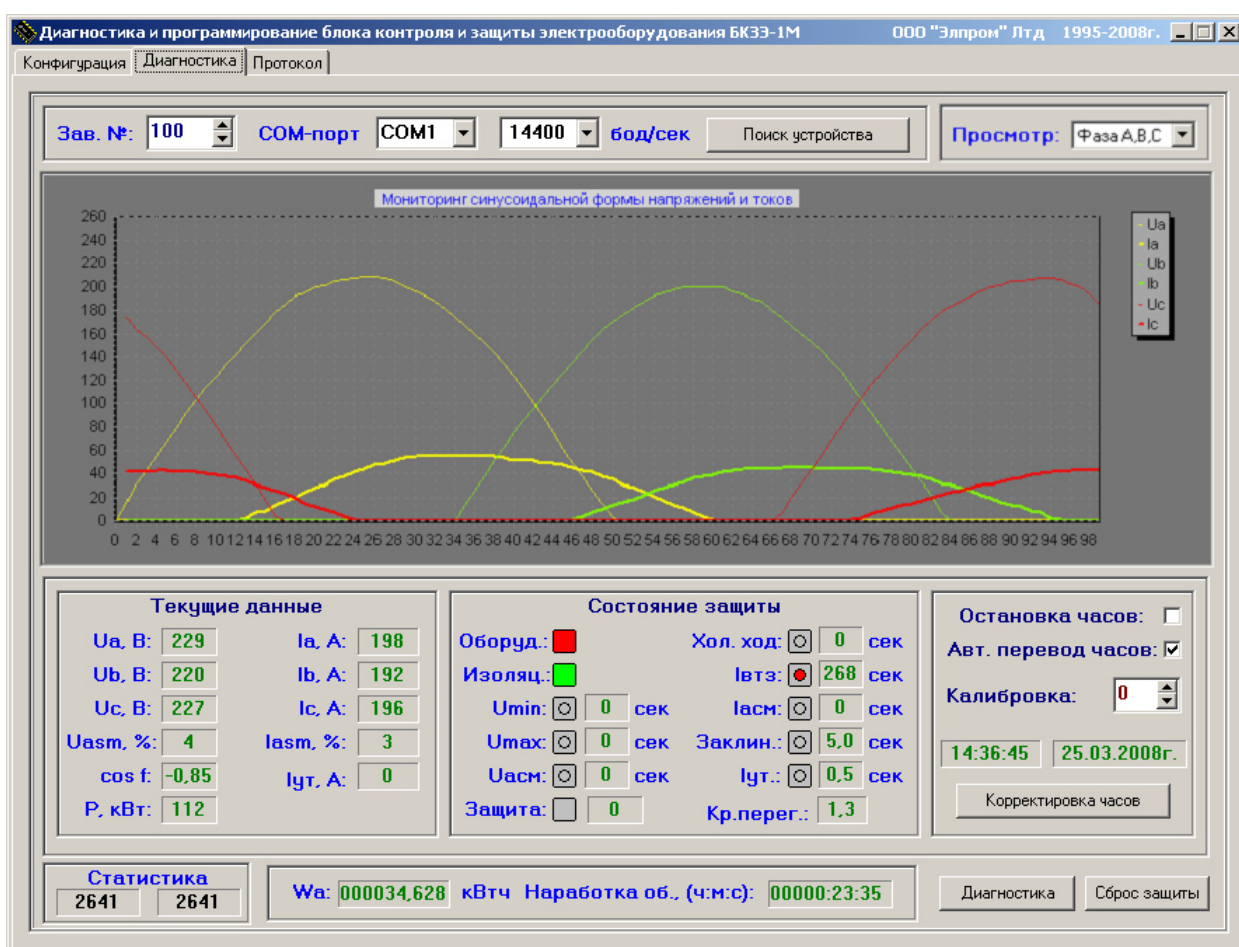 Диагностика и программирование блока контроля и защиты электрооборудования БКЗЭ-1М ООО "Элпром" Лтд 1995-2008г.
Конфигурация Диагностика Протокол
Зав. №: 100 COM-порт COM1 14400 бод/сек Поиск устройства Просмотр: Фаза А,В,С
Мониторинг синусоидальной формы напряжений и токов
260
240
220
200
180
160
140
120
100
80
60
40
20
0
0 2 4 6 8 10 12 14 16 18 20 22 24 26 28 30 32 34 36 38 40 42 44 46 48 50 52 54 56 58 60 62 64 66 68 70 72 74 76 78 80 82 84 86 88 90 92 94 96 98
Ua
Ia
Ub
Ib
Uc
Ic
Текущие данные
Ua, В: 229 Ia, А: 198
Ub, В: 220 Ib, А: 192
Uc, В: 227 Ic, А: 196
Uasm, %: 4 Iasm, %: 3
cos f: -0,85 Iут, А: 0
P, кВт: 112
Состояние защиты
Оборуд.: Хол. ход: 0 сек
Изоляц.: Iвтз: 268 сек
Umin: 0 сек Iасм: 0 сек
Umax: 0 сек Заклин.: 5,0 сек
Uасм: 0 сек Iут.: 0,5 сек
Защита: 0 Кр.перег.: 1,3
Остановка часов:
Авт. перевод часов:
Калибровка: 0
14:36:45 25.03.2008г.
Корректировка часов
Статистика
2641 2641
Wa: 000034,628 кВтч Наработка об., (ч:м:с): 00000:23:35
Диагностика Сброс защиты